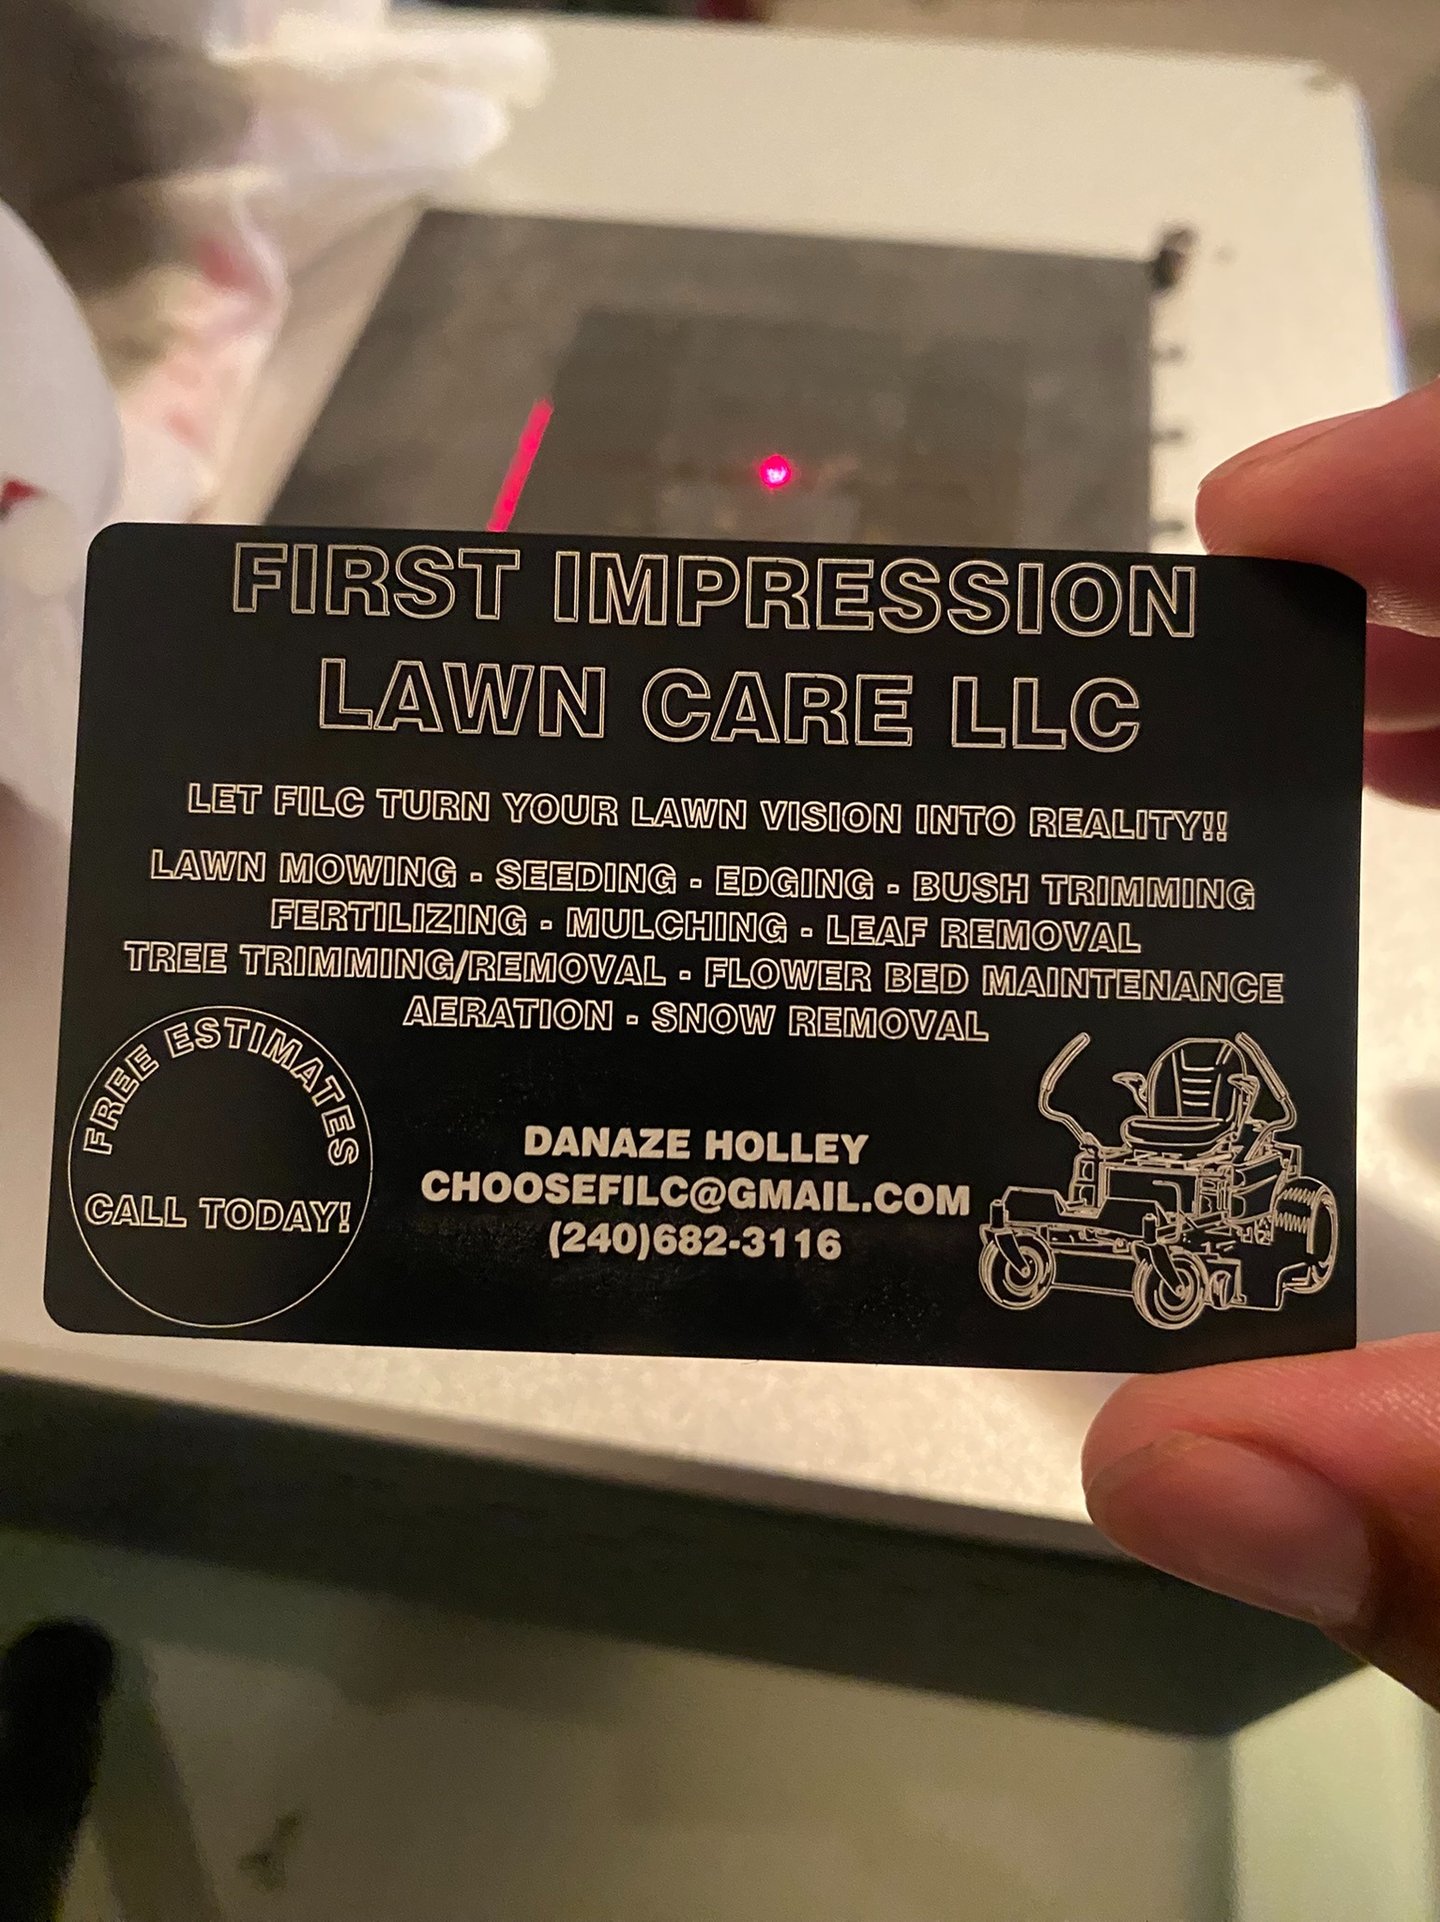 FIRST IMPRESSION
LAWN CARE LLC
LET FILC TURN YOUR LAWN VISION INTO REALITY!!
LAWN MOWING - SEEDING - EDGING - BUSH TRIMMING
FERTILIZING - MULCHING - LEAF REMOVAL
TREE TRIMMING/REMOVAL - FLOWER BED MAINTENANCE
AERATION - SNOW REMOVAL
FREE ESTIMATES
CALL TODAY!
DANAZE HOLLEY
CHOOSEFILC@GMAIL.COM
(240)682-3116